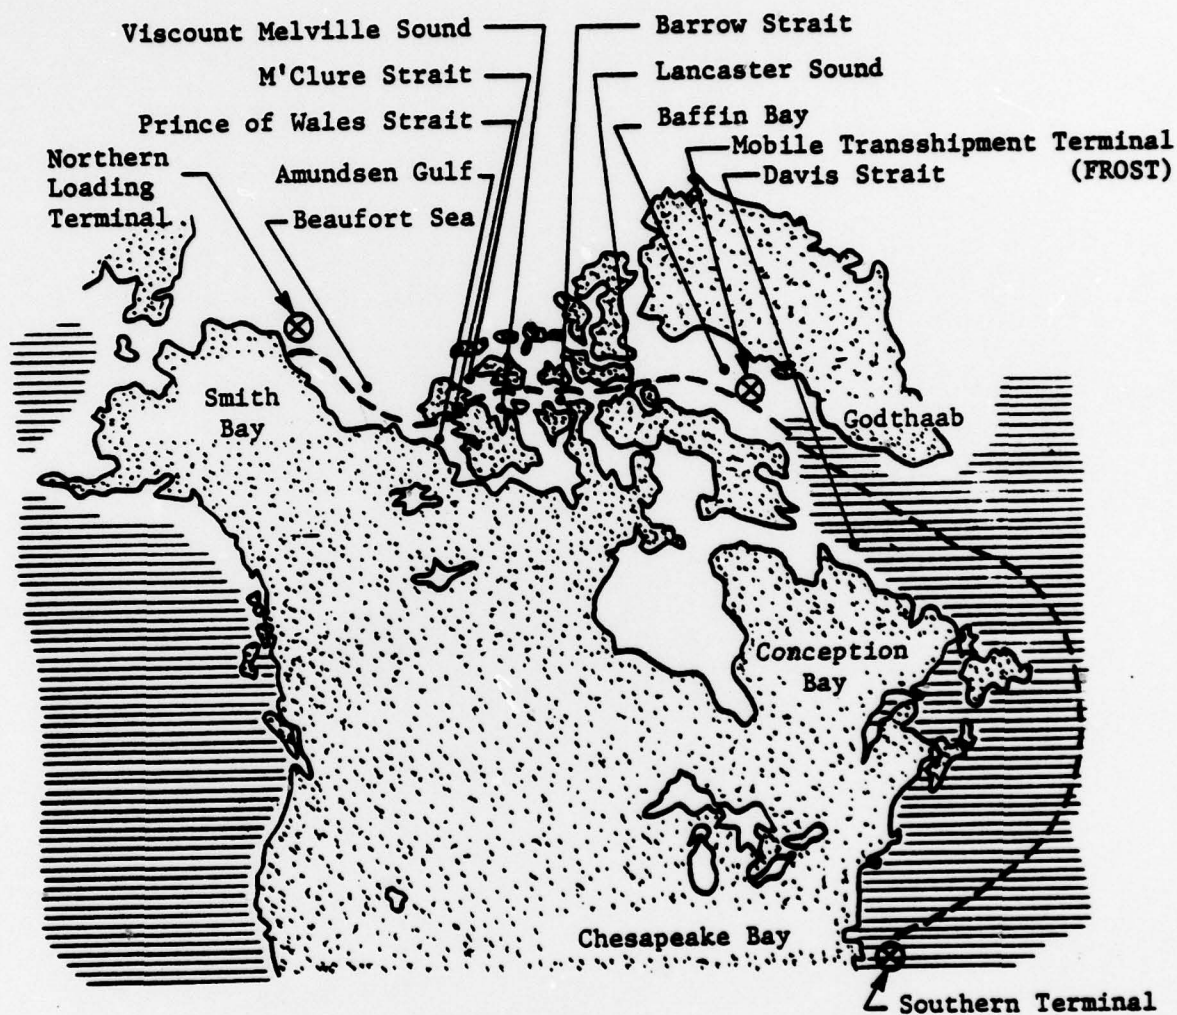 Viscount Melville Sound
M'Clure Strait
Prince of Wales Strait
Northern
Loading
Terminal
Amundsen Gulf
Beaufort Sea
Barrow Strait
Lancaster Sound
Baffin Bay
Mobile Transshipment Terminal
(FROST)
Davis Strait
Smith
Bay
Godthaab
Conception
Bay
Chesapeake Bay
Southern Terminal